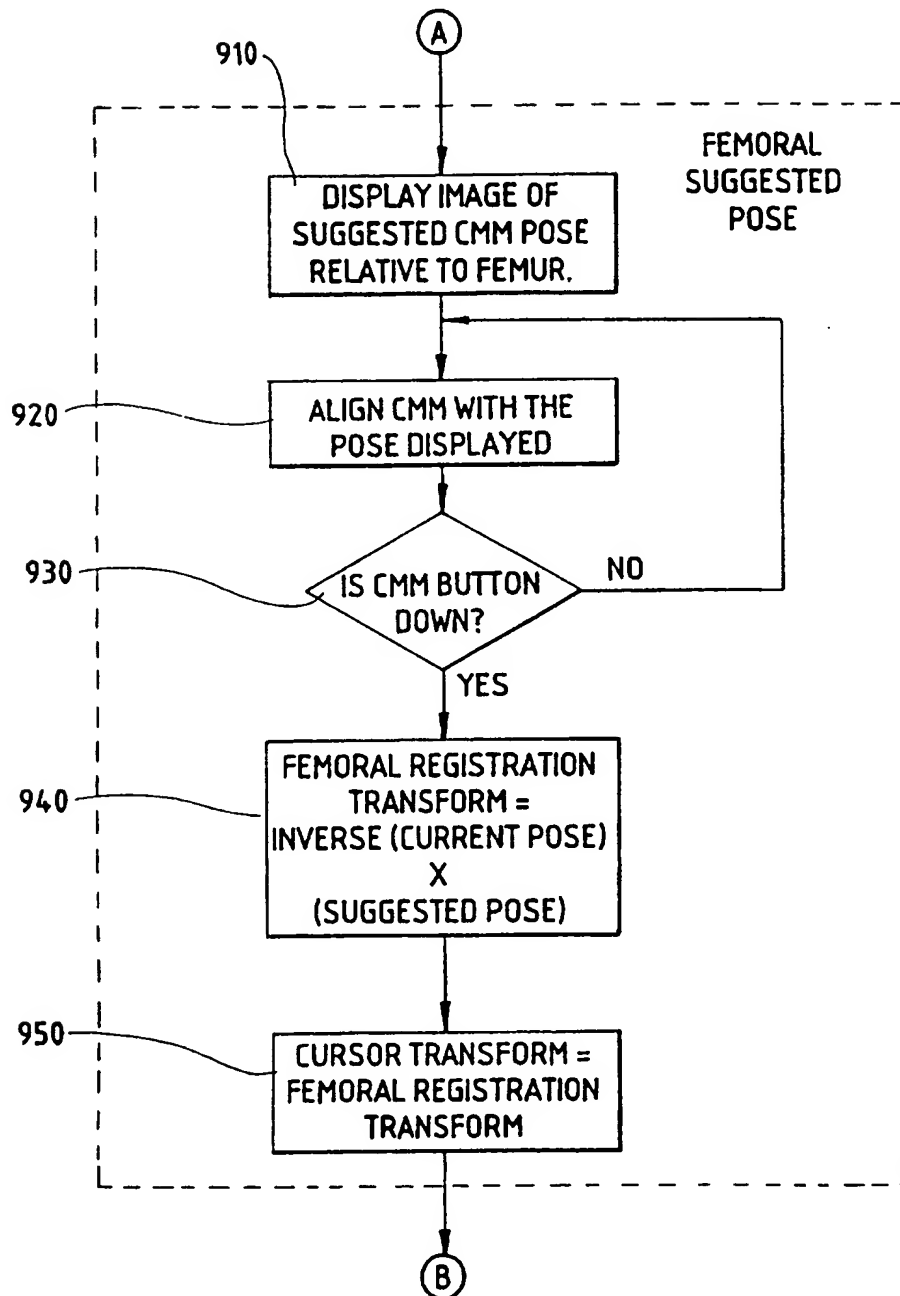 A
910
FEMORAL
SUGGESTED
POSE
DISPLAY IMAGE OF
SUGGESTED CMM POSE
RELATIVE TO FEMUR.
920
ALIGN CMM WITH THE
POSE DISPLAYED
930
IS CMM BUTTON
DOWN?
NO
YES
940
FEMORAL REGISTRATION
TRANSFORM =
INVERSE (CURRENT POSE)
X
(SUGGESTED POSE)
950
CURSOR TRANSFORM =
FEMORAL REGISTRATION
TRANSFORM
B